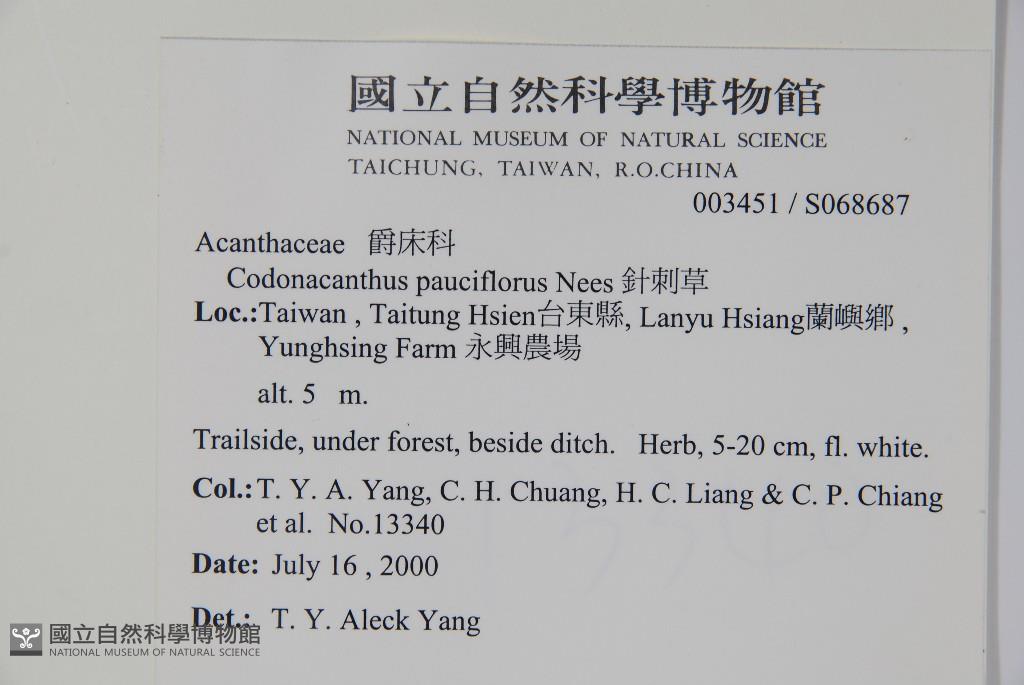 國立自然科學博物館
NATIONAL MUSEUM OF NATURAL SCIENCE
TAICHUNG, TAIWAN, R.O.CHINA
003451 / S068687
Acanthaceae 爵床科
Codonacanthus pauciflorus Nees 針刺草
Loc.:Taiwan , Taitung Hsien台東縣, Lanyu Hsiang蘭嶼鄉 ,
Yunghsing Farm 永興農場
alt. 5 m.
Trailside, under forest, beside ditch. Herb, 5-20 cm, fl. white.
Col.:T. Y. A. Yang, C. H. Chuang, H. C. Liang & C. P. Chiang
et al. No.13340
Date: July 16 , 2000
Det.: T. Y. Aleck Yang
國立自然科學博物館
NATIONAL MUSEUM OF NATURAL SCIENCE